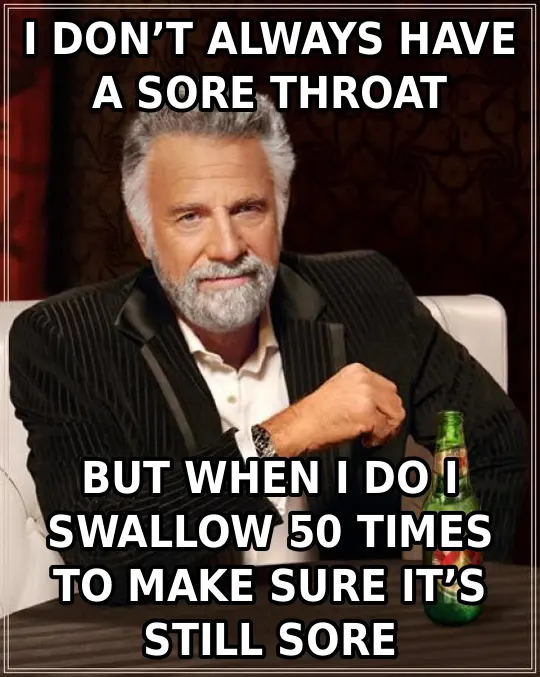 I DON’T ALWAYS HAVE
A SORE THROAT
BUT WHEN I DO I
SWALLOW 50 TIMES
TO MAKE SURE IT’S
STILL SORE